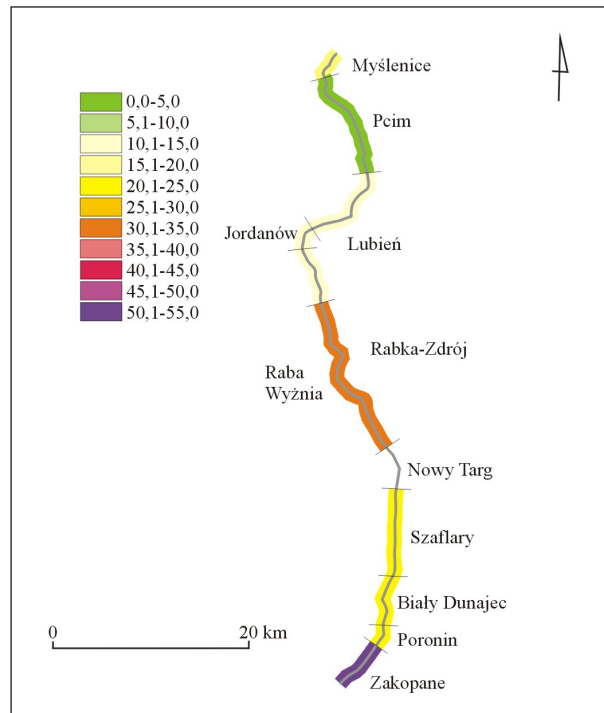 Myślenice
Pcim
Jordanów
Lubień
Rabka-Zdrój
Raba
Wyżnia
Nowy Targ
Szaflary
Biały Dunajec
Poronin
Zakopane
0,0-5,0
5,1-10,0
10,1-15,0
15,1-20,0
20,1-25,0
25,1-30,0
30,1-35,0
35,1-40,0
40,1-45,0
45,1-50,0
50,1-55,0
0 20 km